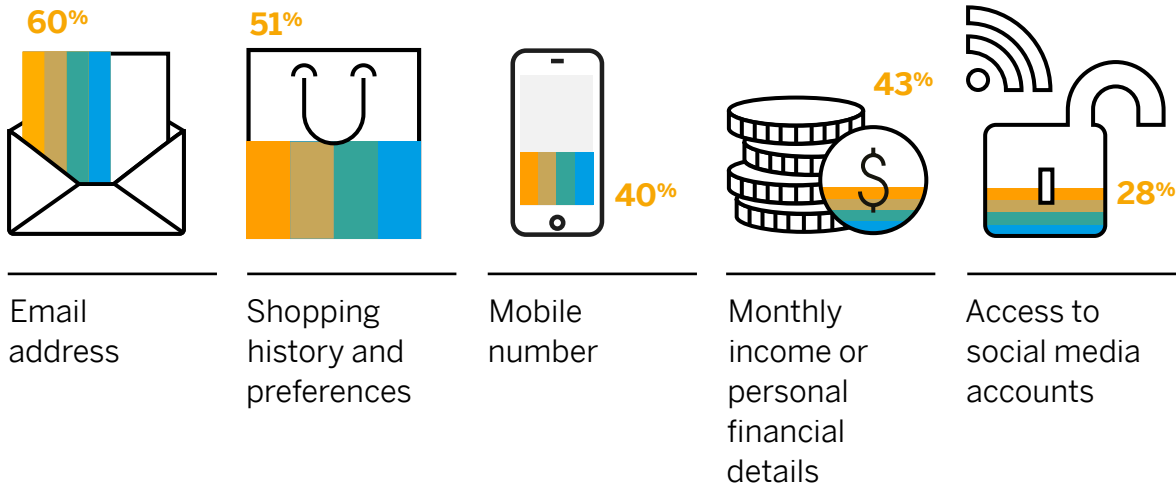 60%
Email
address
51%
Shopping
history and
preferences
40%
Mobile
number
43%
$
Monthly
income or
personal
financial
details
28%
Access to
social media
accounts